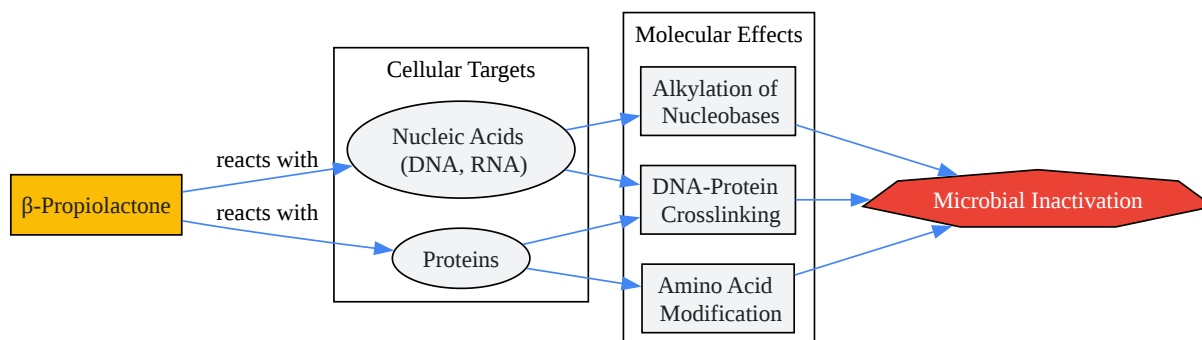 β-Propiolactone
reacts with
reacts with
Cellular Targets
Nucleic Acids
(DNA, RNA)
Proteins
Molecular Effects
Alkylation of
Nucleobases
DNA-Protein
Crosslinking
Amino Acid
Modification
Microbial Inactivation